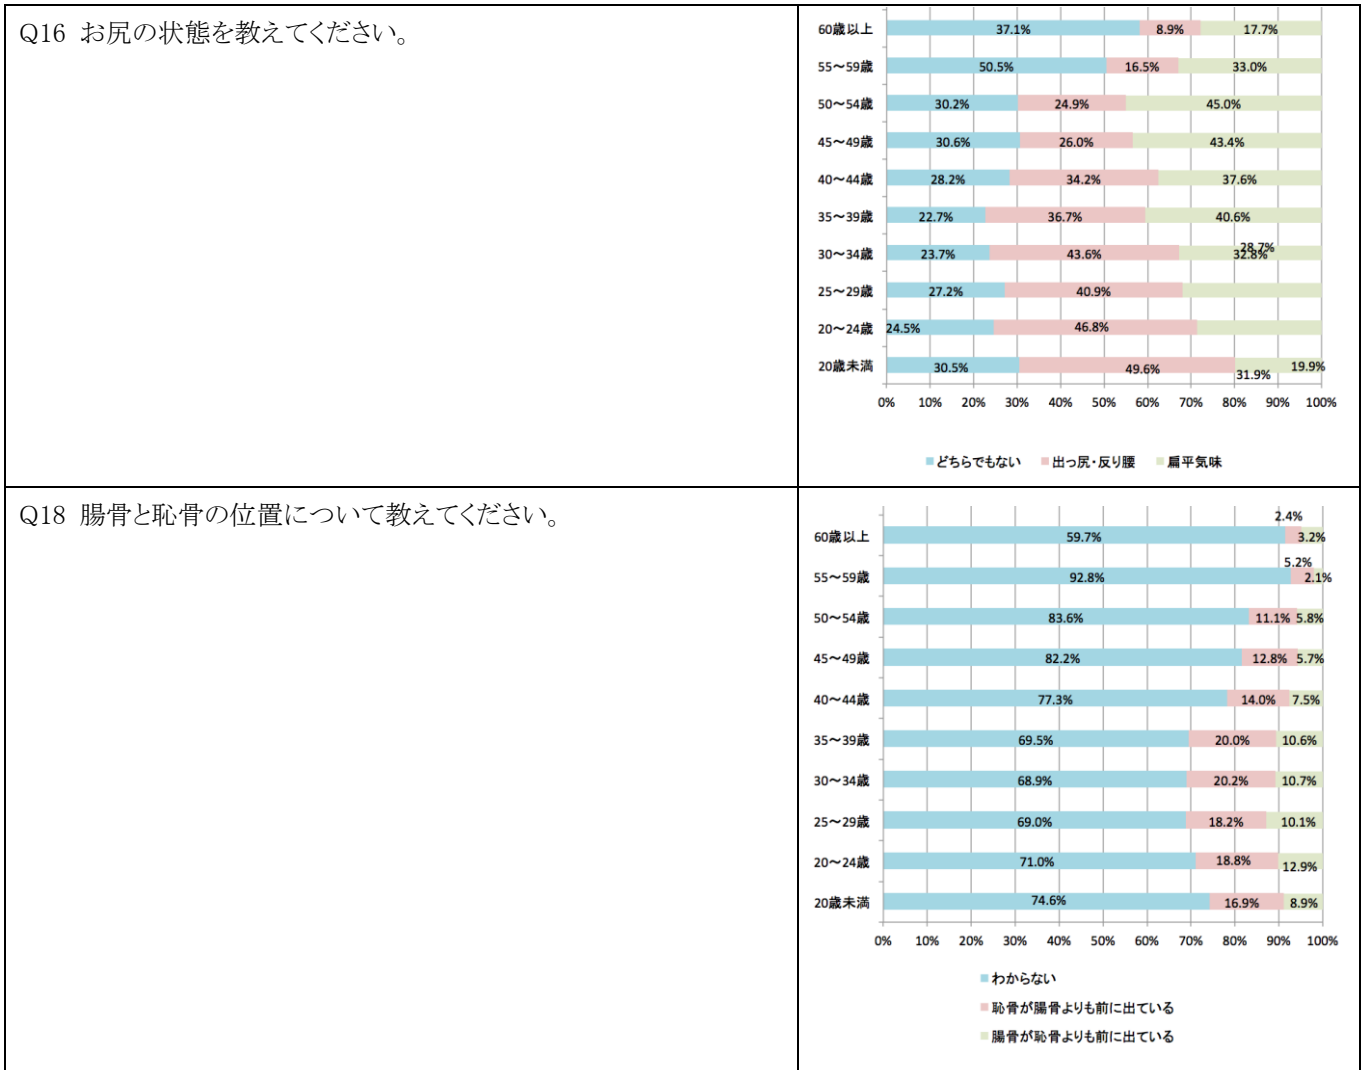 Q16 お尻の状態を教えてください。
60歳以上 37.1% 8.9% 17.7%
55～59歳 50.5% 16.5% 33.0%
50～54歳 30.2% 24.9% 45.0%
45～49歳 30.6% 26.0% 43.4%
40～44歳 28.2% 34.2% 37.6%
35～39歳 22.7% 36.7% 40.6%
28.7%
30～34歳 23.7% 43.6% 32.8%
25～29歳 27.2% 40.9%
20～24歳 24.5% 46.8%
20歳未満 30.5% 49.6% 31.9% 19.9%
0% 10% 20% 30% 40% 50% 60% 70% 80% 90% 100%
どちらでもない 出っ尻・反り腰 扁平気味
Q18 腸骨と恥骨の位置について教えてください。
2.4%
60歳以上 59.7% 3.2%
5.2%
55～59歳 92.8% 2.1%
50～54歳 83.6% 11.1% 5.8%
45～49歳 82.2% 12.8% 5.7%
40～44歳 77.3% 14.0% 7.5%
35～39歳 69.5% 20.0% 10.6%
30～34歳 68.9% 20.2% 10.7%
25～29歳 69.0% 18.2% 10.1%
20～24歳 71.0% 18.8% 12.9%
20歳未満 74.6% 16.9% 8.9%
0% 10% 20% 30% 40% 50% 60% 70% 80% 90% 100%
わからない
恥骨が腸骨よりも前に出ている
腸骨が恥骨よりも前に出ている